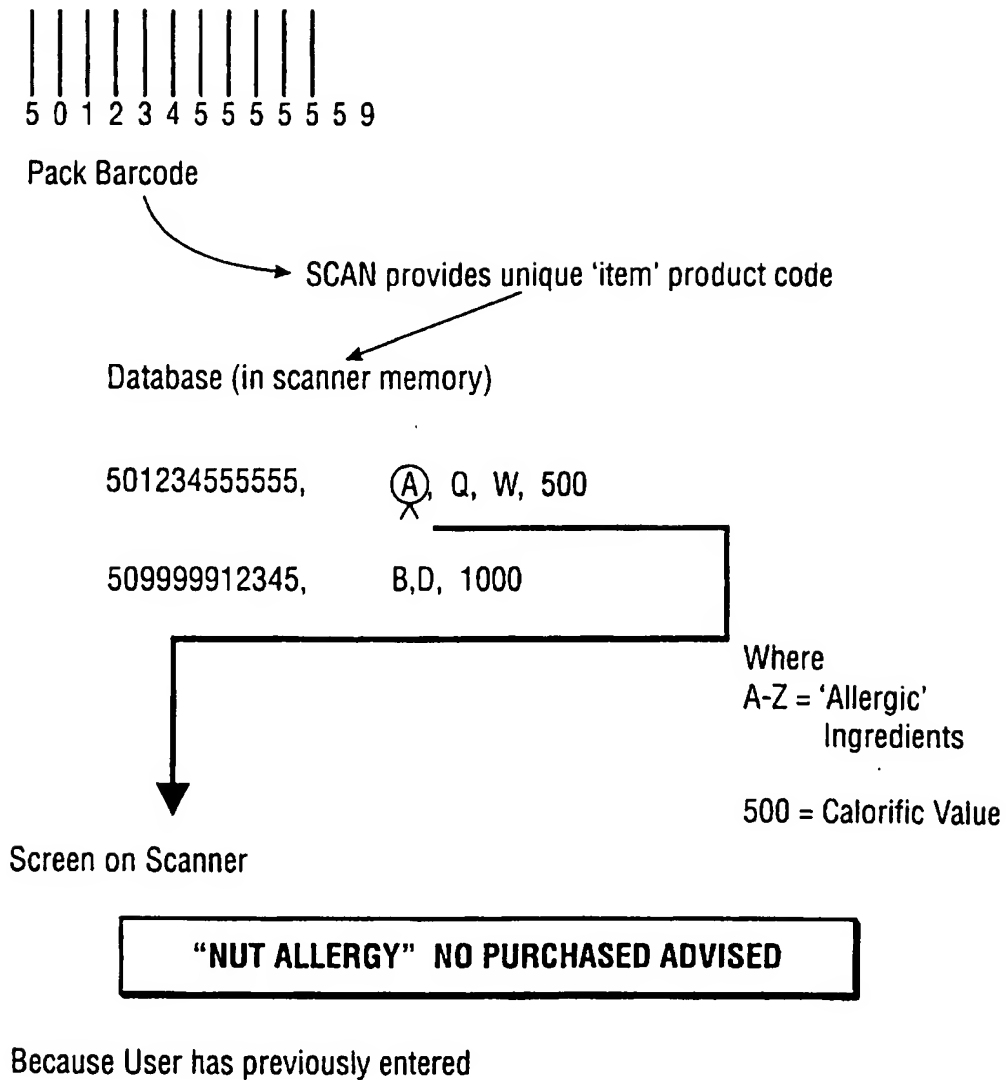 5 0 1 2 3 4 5 5 5 5 5 5 9
Pack Barcode
SCAN provides unique 'item' product code
Database (in scanner memory)
501234555555, A, Q, W, 500
509999912345, B,D, 1000
Where
A-Z = 'Allergic'
Ingredients
500 = Calorific Value
Screen on Scanner
"NUT ALLERGY" NO PURCHASED ADVISED
Because User has previously entered